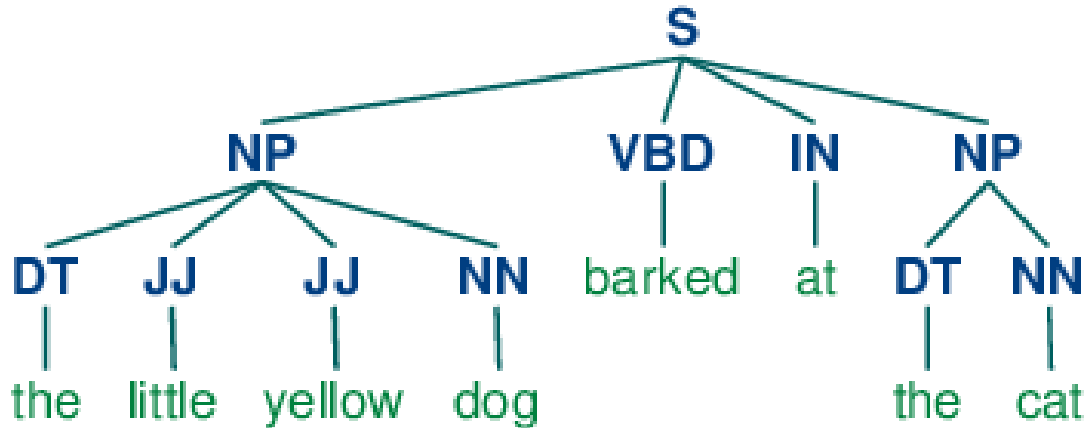 S
NP VBD IN NP
DT JJ JJ NN barked at DT NN
the little yellow dog the cat